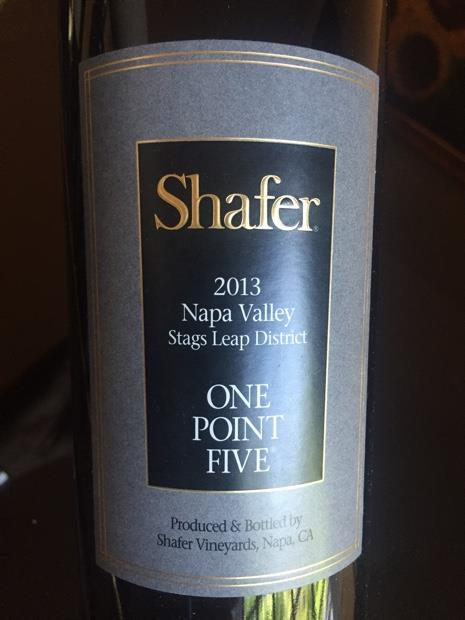 Shafer
2013
Napa Valley
Stags Leap District
ONE
POINT
FIVE
Produced & Bottled by
Shafer Vineyards, Napa, CA